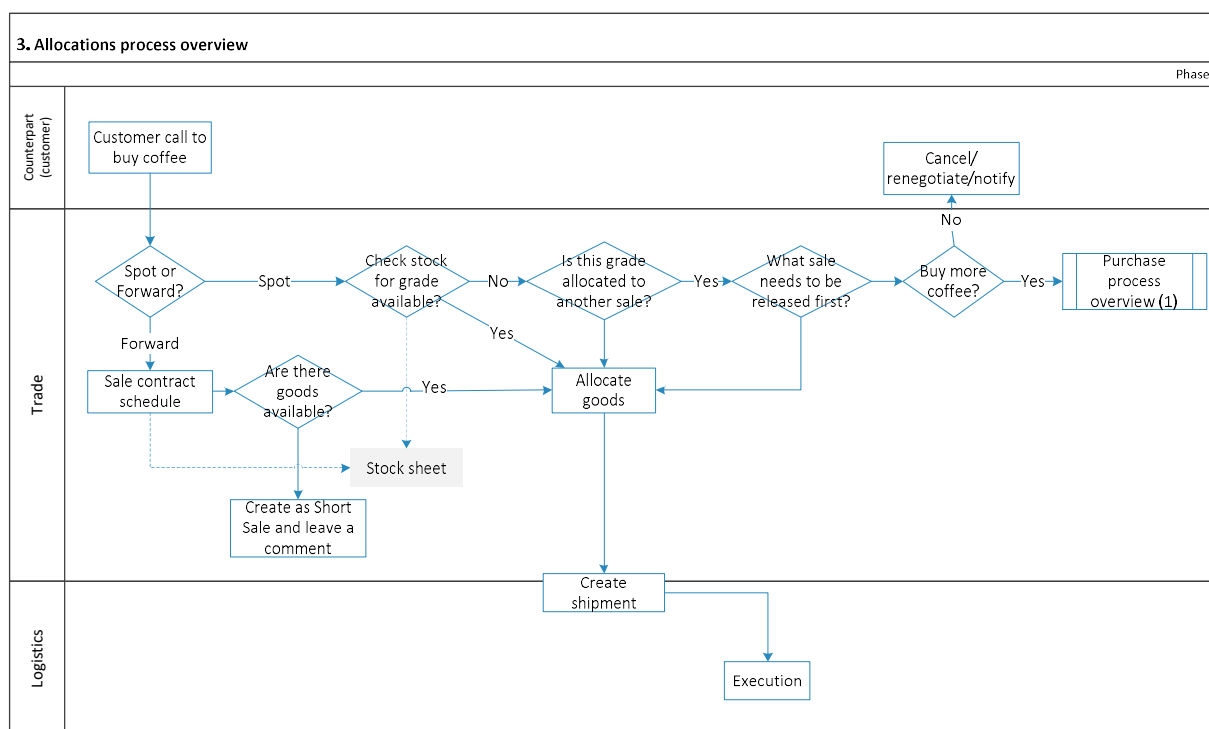 3. Allocations process overview
Phase
Counterpart
(customer)
Customer call to
buy coffee
Cancel/
renegotiate/notify
No
Trade
Spot or
Forward?
Spot
Check stock
for grade
available?
No
Is this grade
allocated to
another sale?
Yes
What sale
needs to be
released first?
Buy more
coffee?
Yes
Purchase
process
overview (1)
Yes
Forward
Sale contract
schedule
Are there
goods
available?
Yes
Allocate
goods
Stock sheet
Create as Short
Sale and leave a
comment
Logistics
Create
shipment
Execution